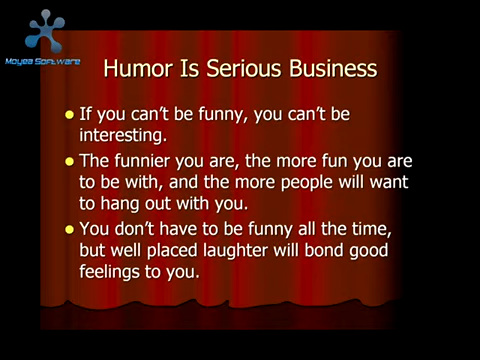 Moyea Software
Humor Is Serious Business
If you can't be funny, you can't be
interesting.
The funnier you are, the more fun you are
to be with, and the more people will want
to hang out with you.
You don't have to be funny all the time,
but well placed laughter will bond good
feelings to you.